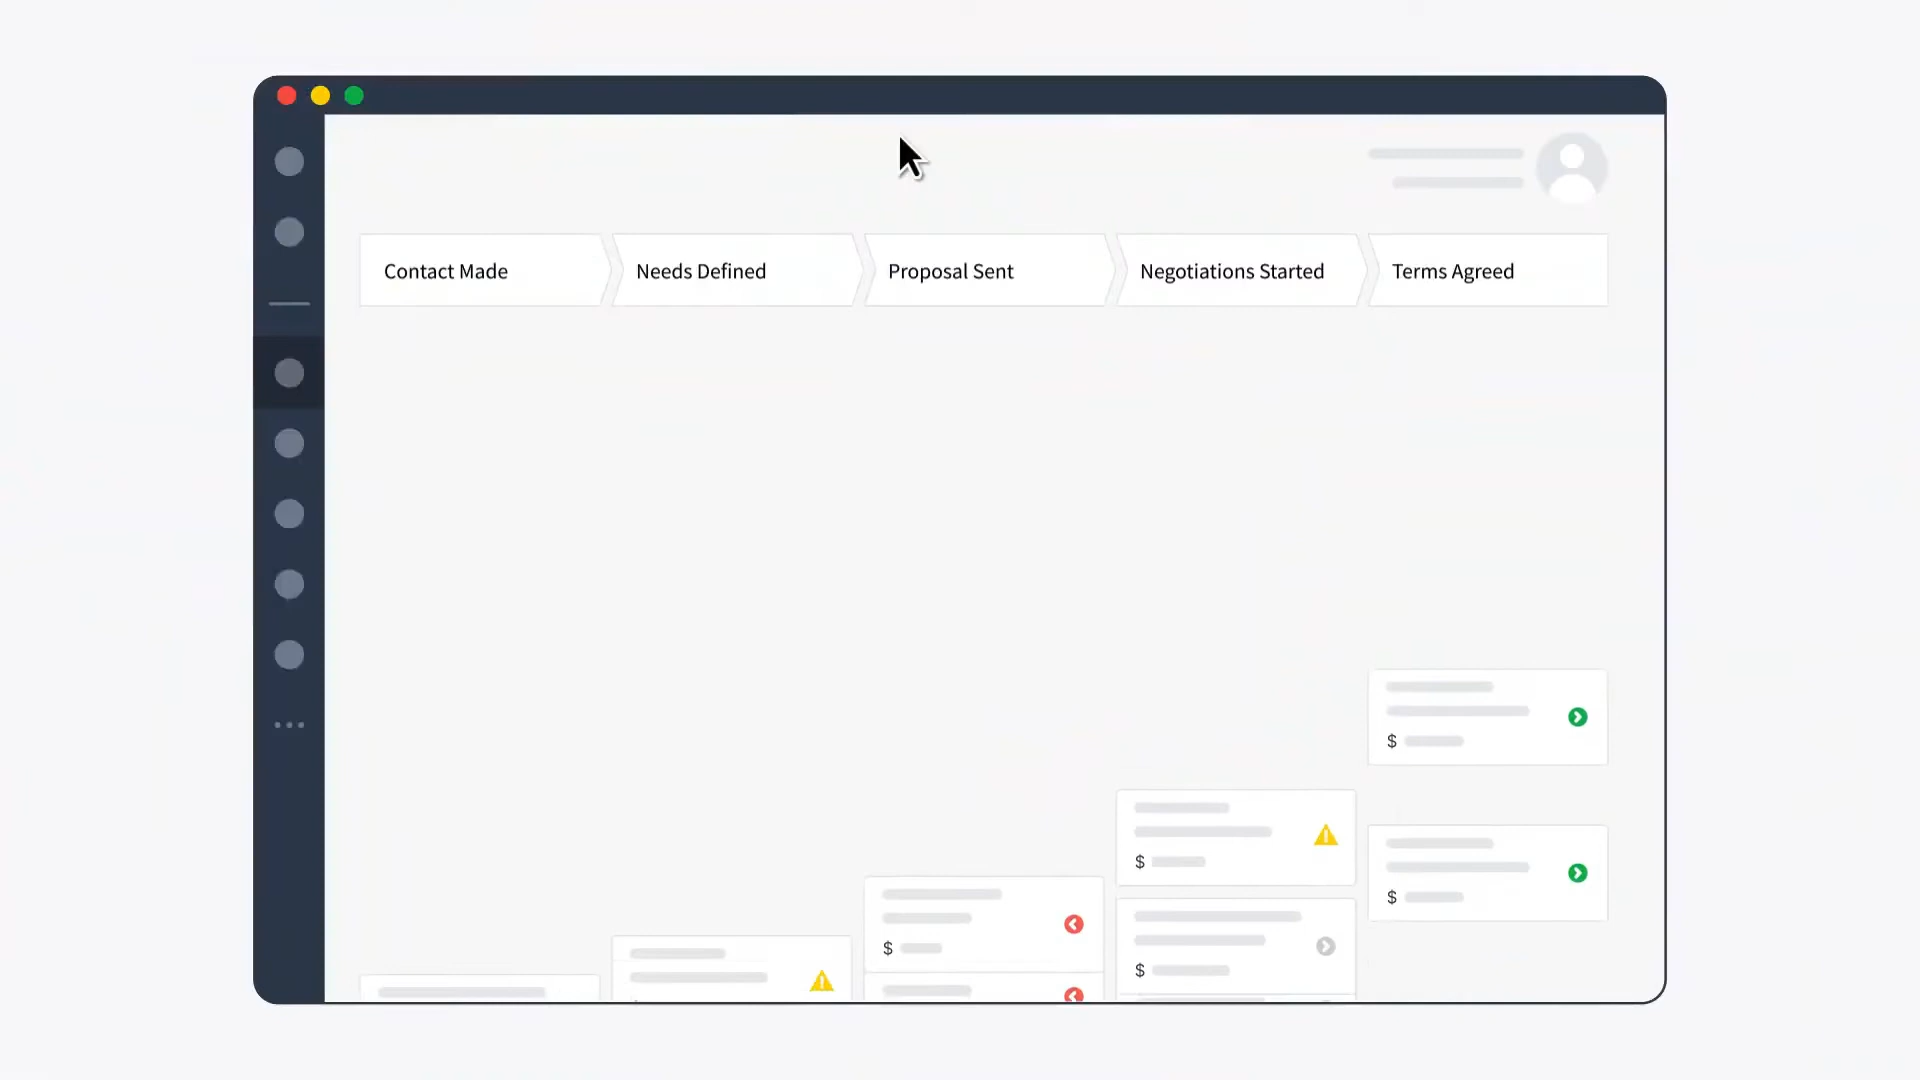 Contact Made
Needs Defined
Proposal Sent
Negotiations Started
Terms Agreed
$
$
$
$
$